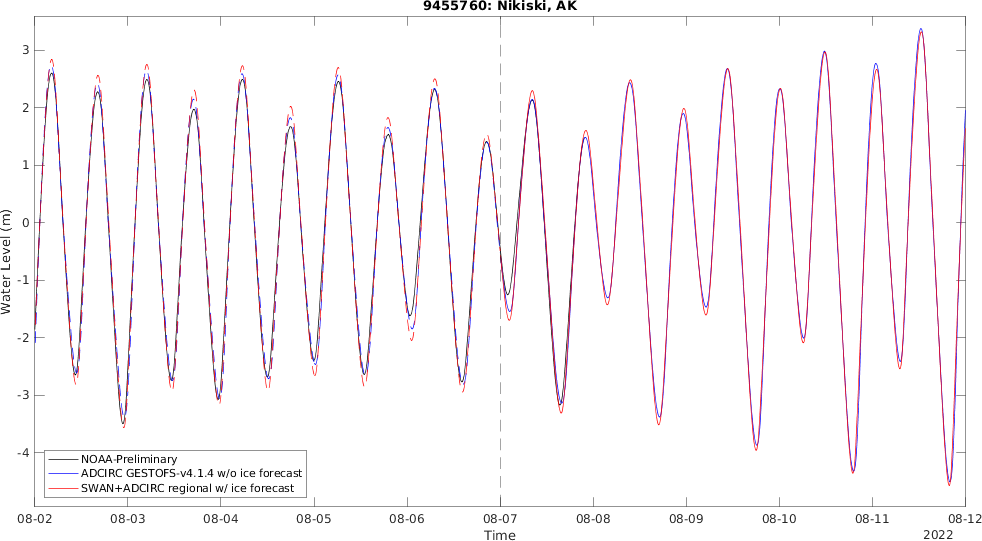 9455760: Nikiski, AK
Water Level (m)
3
2
1
0
-1
-2
-3
-4
NOAA-Preliminary
ADCIRC GESTOFS-v4.1.4 w/o ice forecast
SWAN+ADCIRC regional w/ ice forecast
08-02 08-03 08-04 08-05 08-06 08-07 08-08 08-09 08-10 08-11 08-12
Time
2022